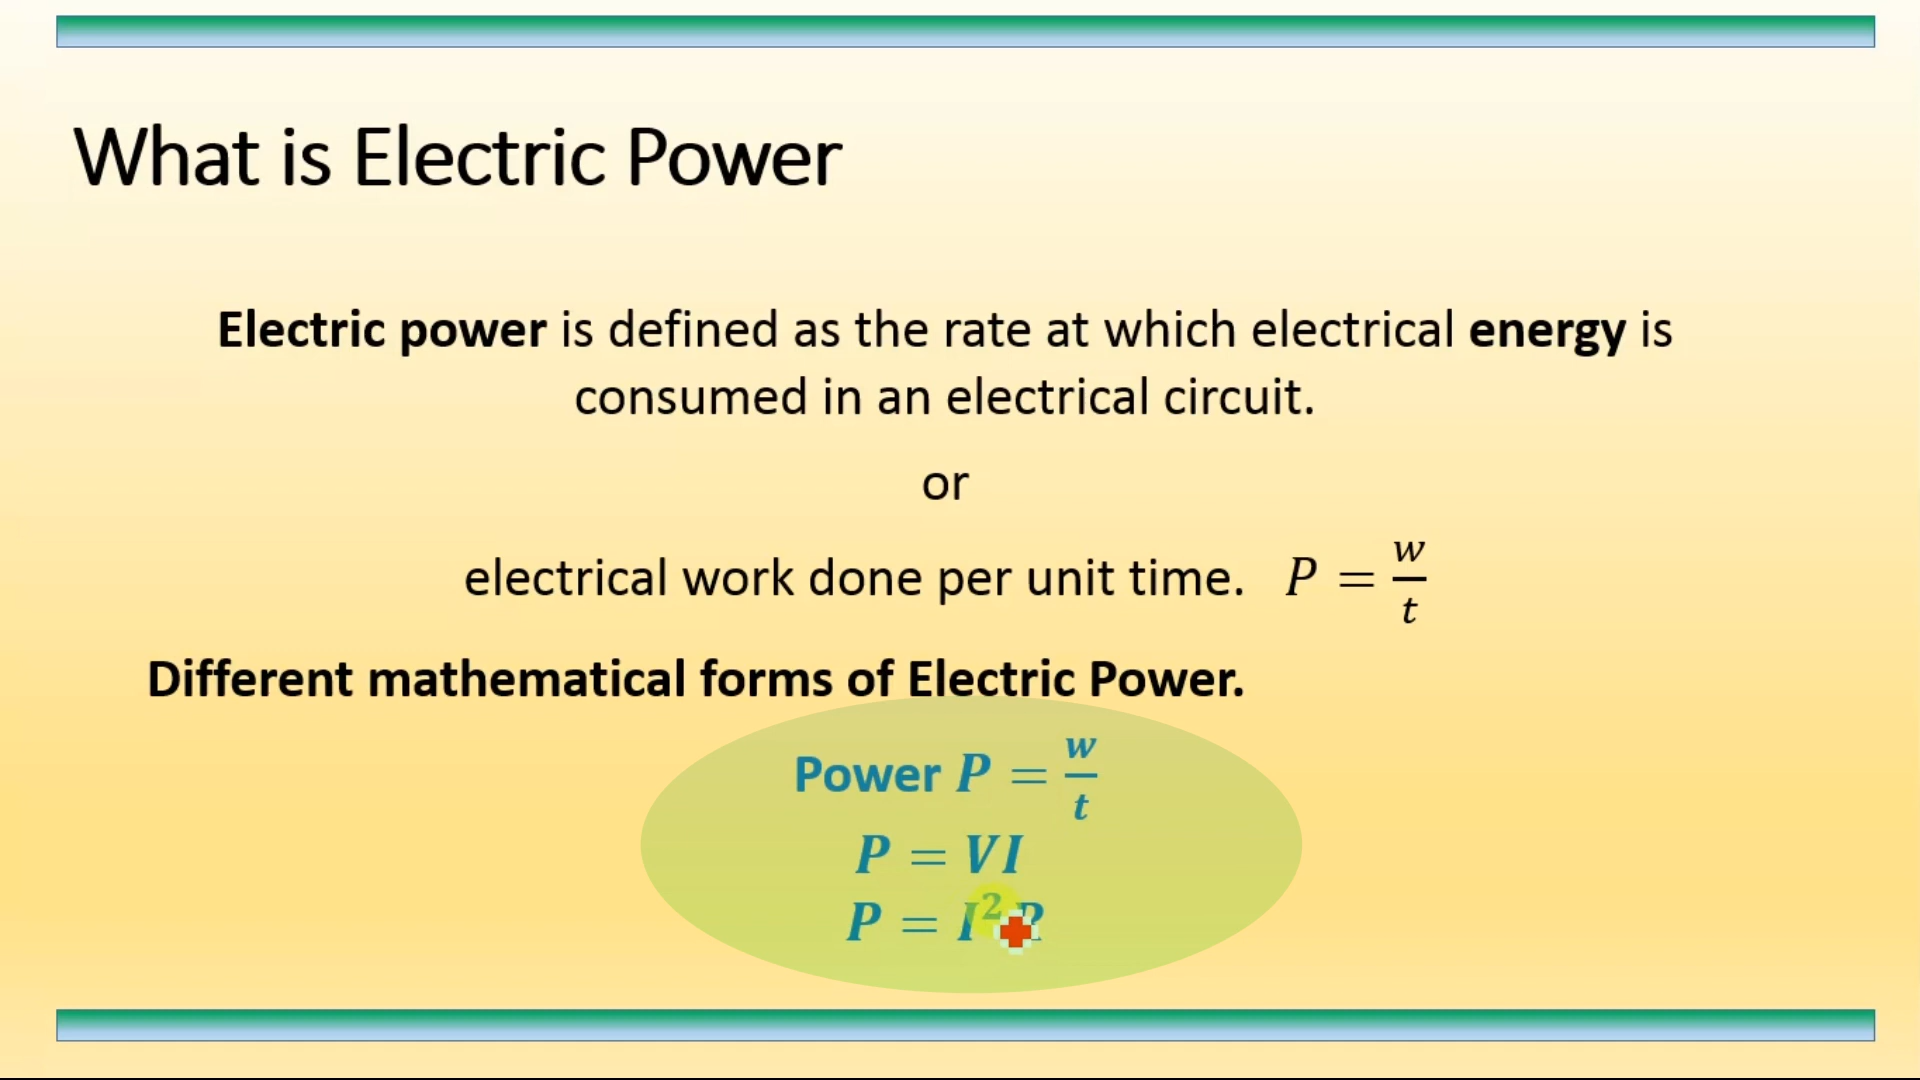 What is Electric Power
Electric power is defined as the rate at which electrical energy is
consumed in an electrical circuit.
or
electrical work done per unit time. P = w/t
Different mathematical forms of Electric Power.
Power P = w/t
P = VI
P = I²R